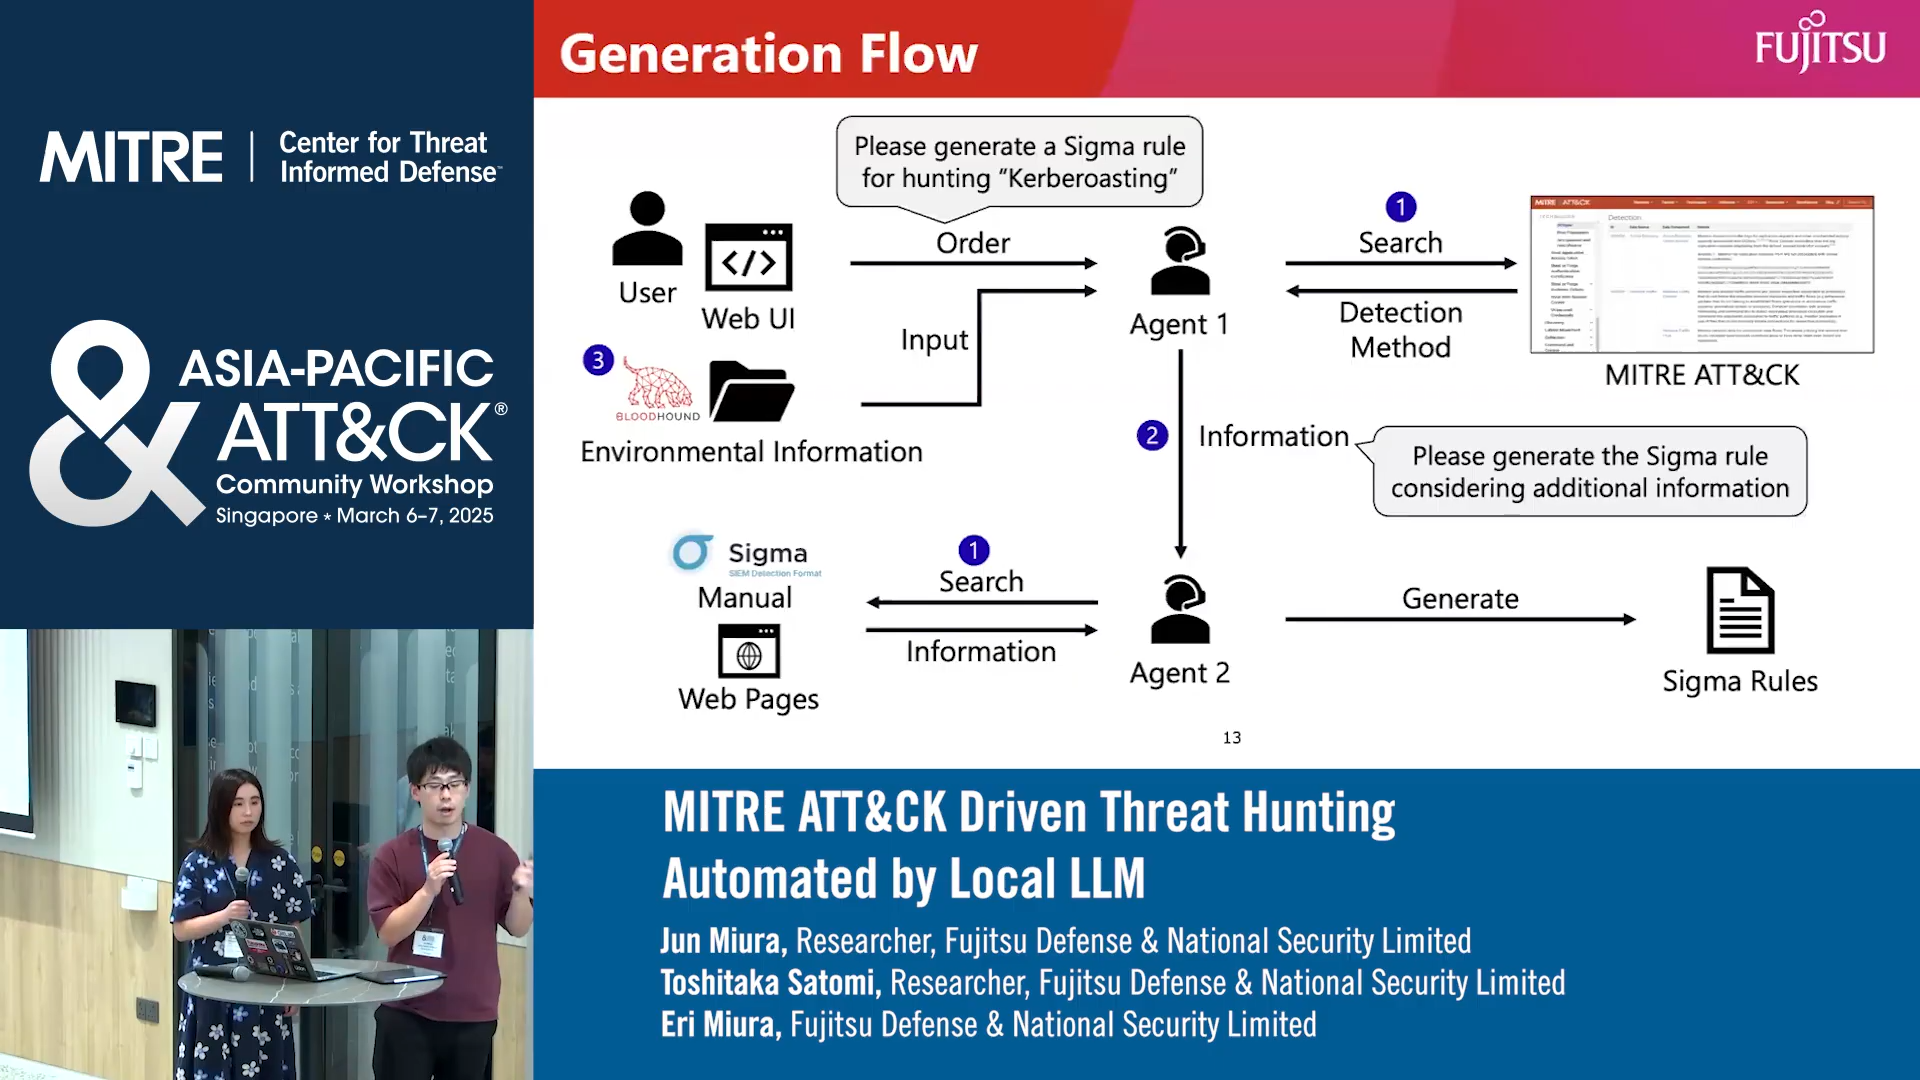 MITRE | Center for Threat
Informed Defense™
ASIA-PACIFIC
ATT&CK®
Community Workshop
Singapore ★ March 6–7, 2025
Generation Flow
FUJITSU
Please generate a Sigma rule
for hunting “Kerberoasting”
User
Web UI
Order
Input
3
BLOODHOUND
Environmental Information
Agent 1
1
Search
Detection
Method
MITRE | ATT&CK
Detection
MITRE ATT&CK
2
Information
Please generate the Sigma rule
considering additional information
Sigma
SIEM Detection Format
Manual
Web Pages
1
Search
Information
Agent 2
Generate
Sigma Rules
13
MITRE ATT&CK Driven Threat Hunting
Automated by Local LLM
Jun Miura, Researcher, Fujitsu Defense & National Security Limited
Toshitaka Satomi, Researcher, Fujitsu Defense & National Security Limited
Eri Miura, Fujitsu Defense & National Security Limited